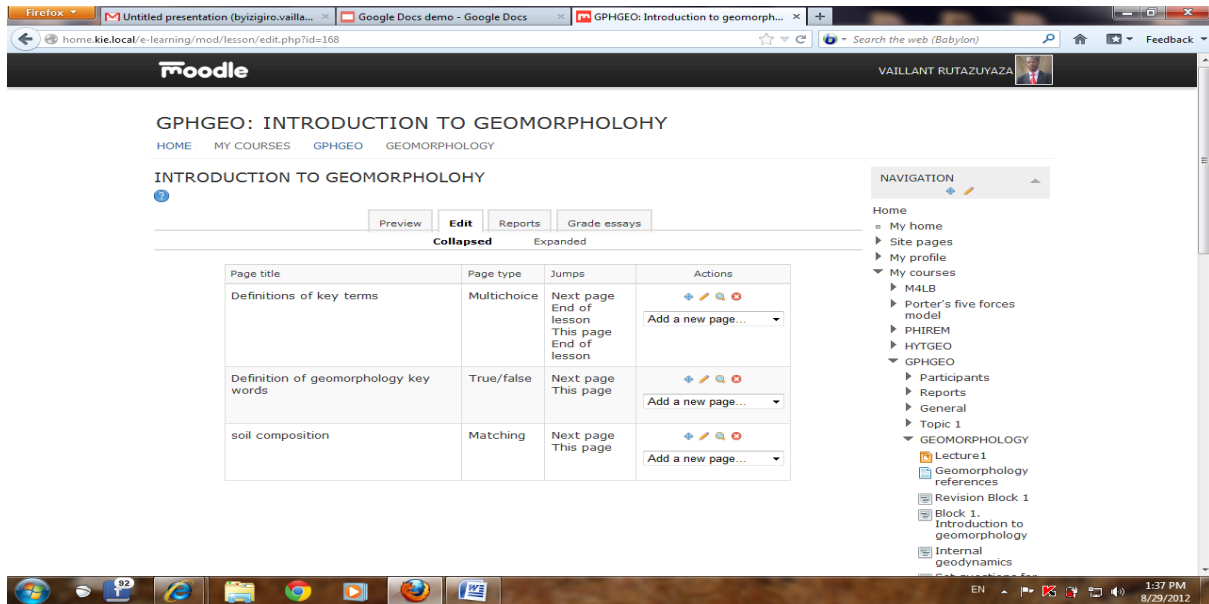 Firefox
Untitled presentation (byizigiro.vailla...
Google Docs demo - Google Docs
GPHGEO: Introduction to geomorph...
home.kie.local/e-learning/mod/lesson/edit.php?id=168
Search the web (Babylon)
Feedback
moodle
VAILLANT RUTAZUYAZA
GPHGEO: INTRODUCTION TO GEOMORPHOLOHY
HOME MY COURSES GPHGEO GEOMORPHOLOGY
INTRODUCTION TO GEOMORPHOLOHY
Preview Edit Reports Grade essays
Collapsed Expanded
Page title Page type Jumps Actions
Definitions of key terms Multichoice Next page
End of
lesson
This page
End of
lesson
Add a new page...
Definition of geomorphology key
words
True/false
Next page
This page
Add a new page...
soil composition Matching Next page
This page
Add a new page...
NAVIGATION
Home
My home
Site pages
My profile
My courses
M4LB
Porter's five forces
model
PHIREM
HYTGEO
GPHGEO
Participants
Reports
General
Topic 1
GEOMORPHOLOGY
Lecture1
Geomorphology
references
Revision Block 1
Block 1.
Introduction to
geomorphology
Internal
geodynamics
92
EN
1:37 PM
8/29/2012